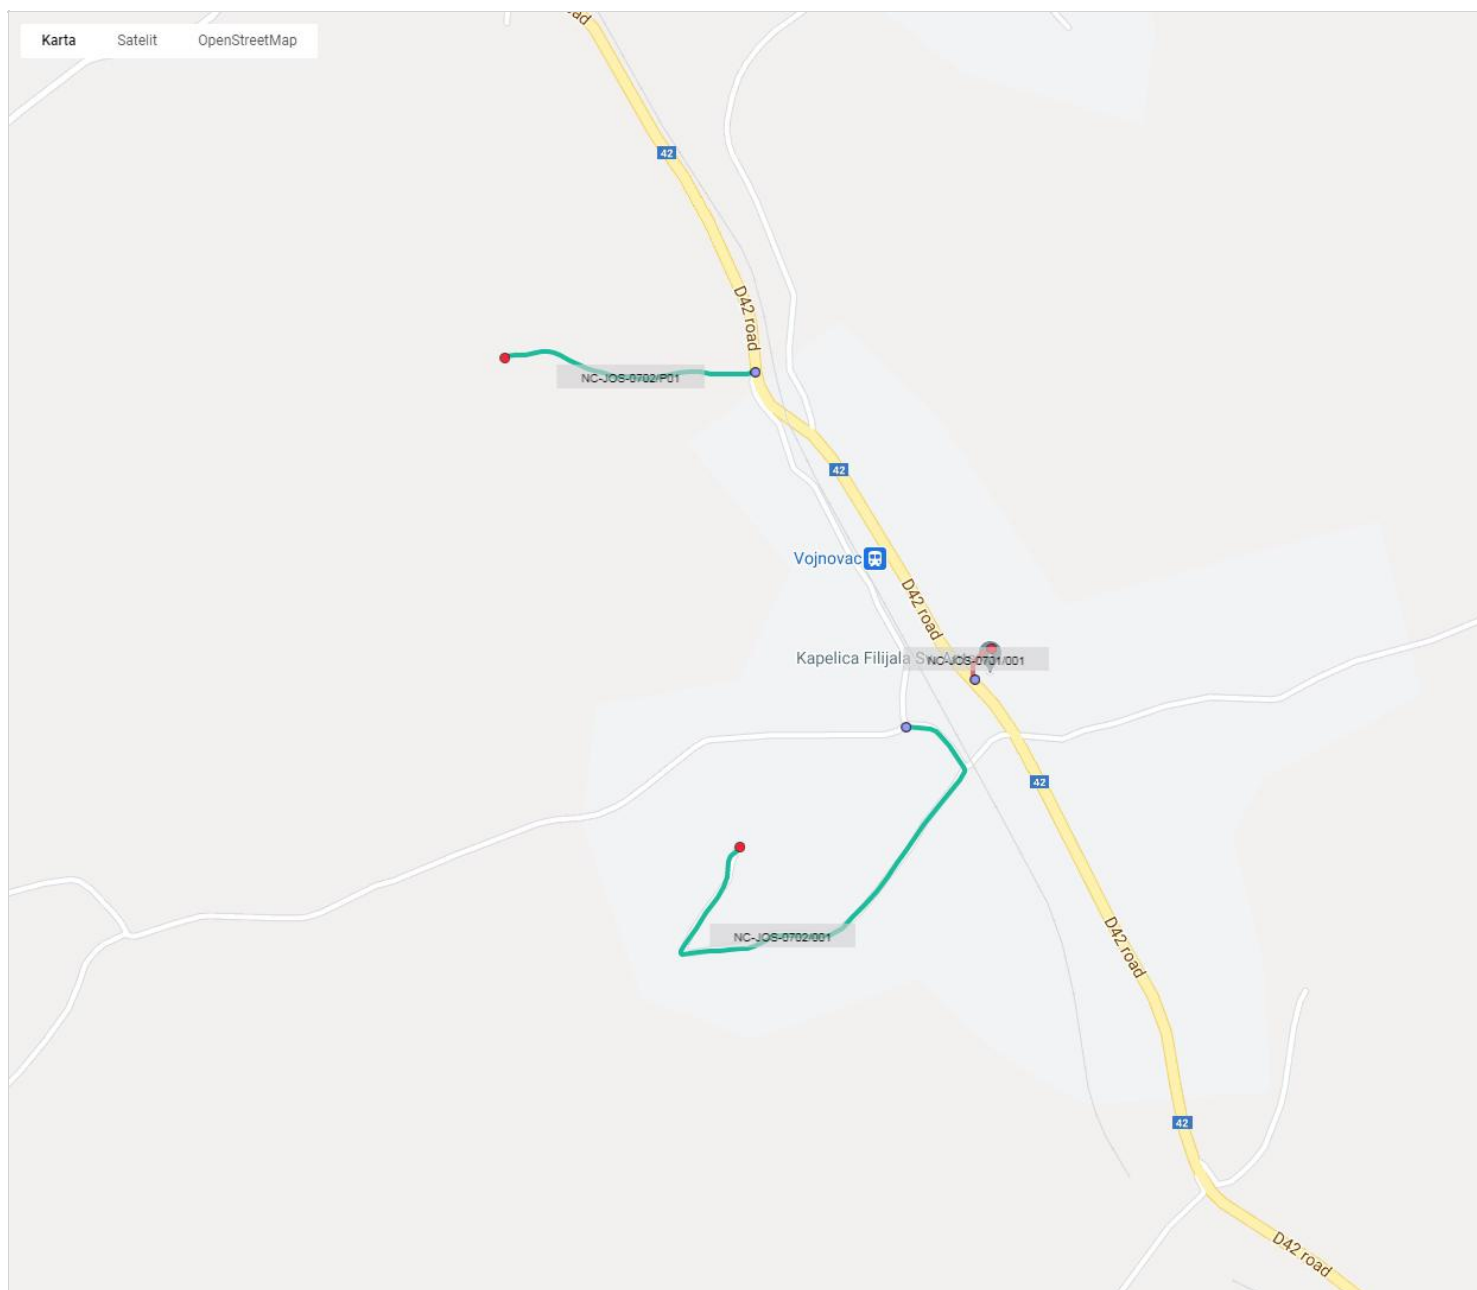 ad
Karta
Satelit
OpenStreetMap
42
D42 road
NC-JOS-0702/P01
42
Vojnovac
D42 road
Kapelica Filijala
NC-JOS-0701/001
42
D42 road
NC-JOS-0702/001
42
D42 road